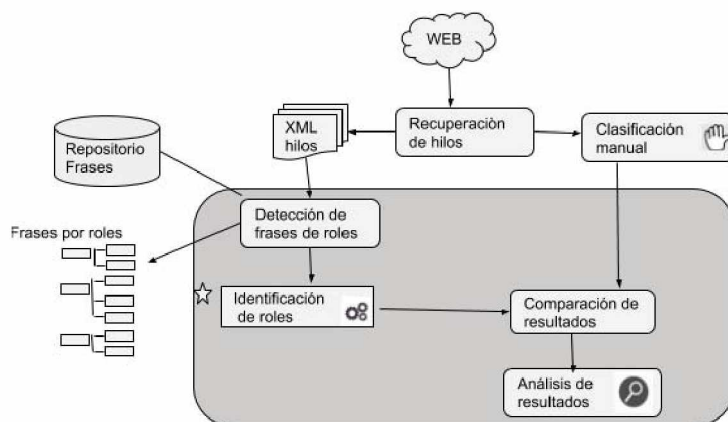 WEB
Recuperaciòn
de hilos
XML
hilos
Clasificación
manual
Repositorio
Frases
Detección de
frases de roles
Frases por roles
Identificación
de roles
Comparación de
resultados
Análisis de
resultados